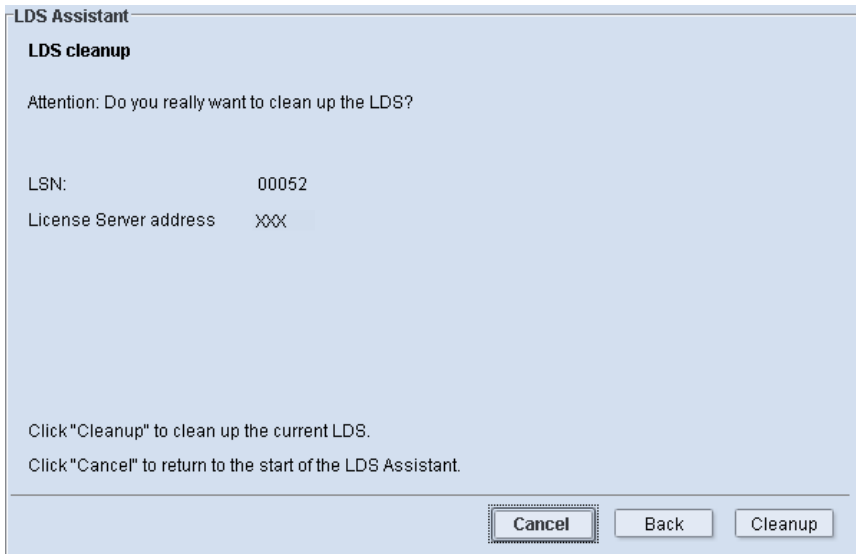 LDS Assistant
LDS cleanup
Attention: Do you really want to clean up the LDS?
LSN: 00052
License Server address XXX
Click "Cleanup" to clean up the current LDS.
Click "Cancel" to return to the start of the LDS Assistant.
Cancel Back Cleanup